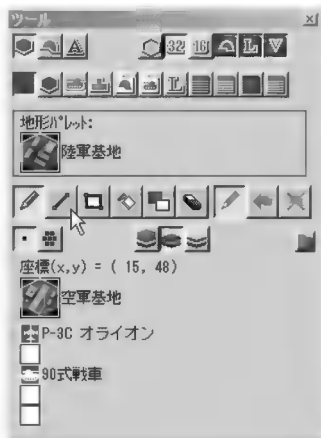 ツール
A 32 16 L V
L
地形パレット:
陸軍基地
座標(x,y) = ( 15, 48)
空軍基地
P-3C オライオン
90式戦車